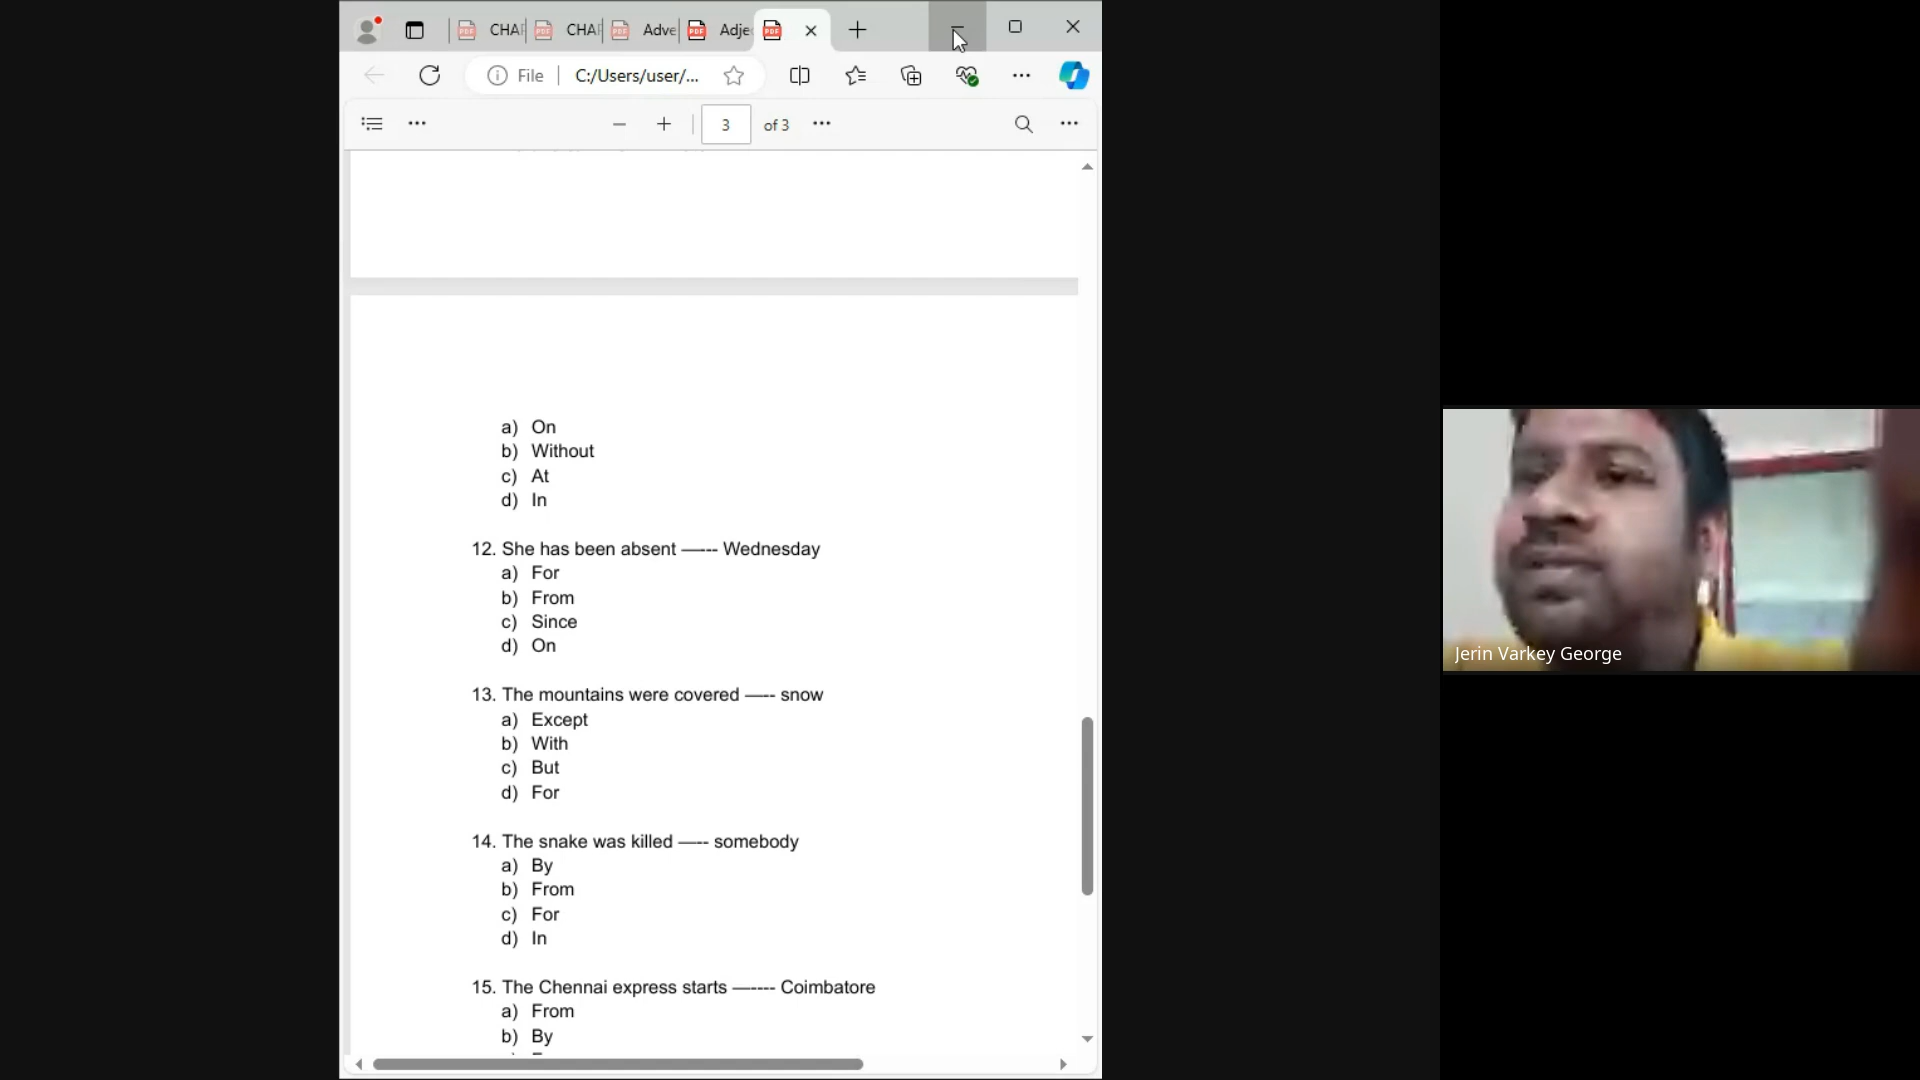 CHAP
CHAP
Adve
Adje
File
C:/Users/user/...
3 of 3
a) On
b) Without
c) At
d) In
12. She has been absent —--- Wednesday
a) For
b) From
c) Since
d) On
13. The mountains were covered —-- snow
a) Except
b) With
c) But
d) For
14. The snake was killed —-- somebody
a) By
b) From
c) For
d) In
15. The Chennai express starts —---- Coimbatore
a) From
b) By
Jerin Varkey George